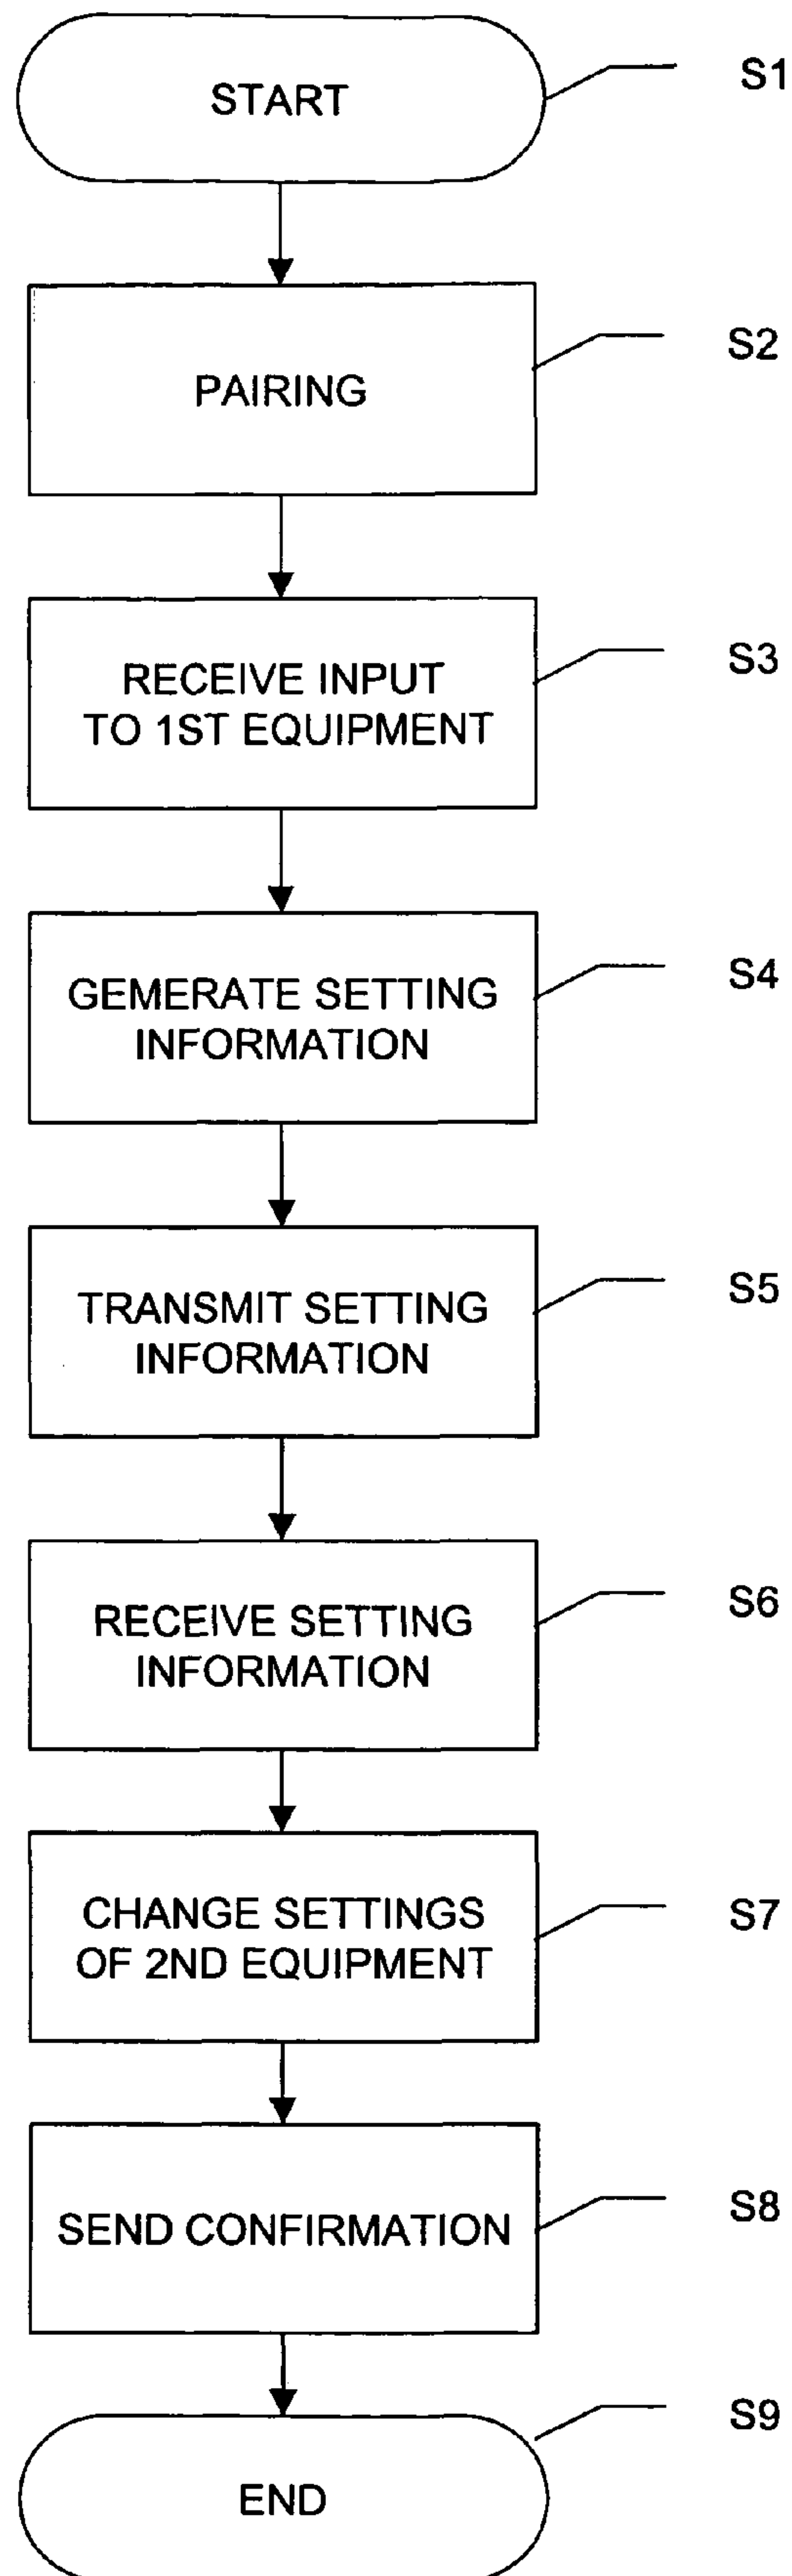 START
S1
PAIRING
S2
RECEIVE INPUT
TO 1ST EQUIPMENT
S3
GEMERATE SETTING
INFORMATION
S4
TRANSMIT SETTING
INFORMATION
S5
RECEIVE SETTING
INFORMATION
S6
CHANGE SETTINGS
OF 2ND EQUIPMENT
S7
SEND CONFIRMATION
S8
END
S9